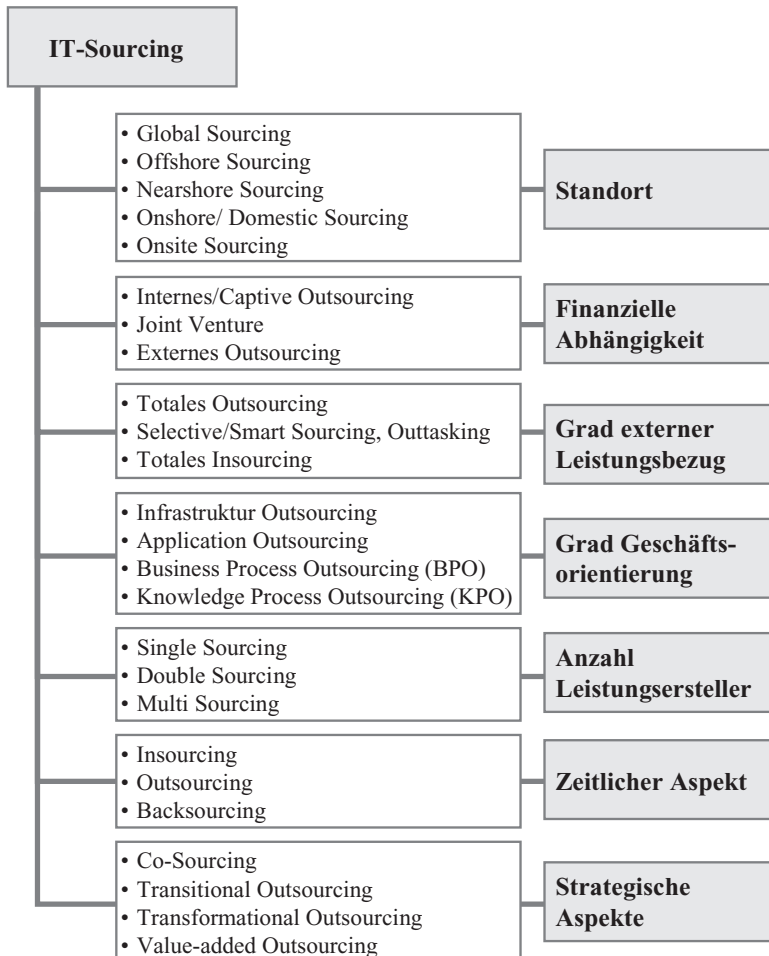 IT-Sourcing
• Global Sourcing
• Offshore Sourcing
• Nearshore Sourcing
• Onshore/ Domestic Sourcing
• Onsite Sourcing
Standort
• Internes/Captive Outsourcing
• Joint Venture
• Externes Outsourcing
Finanzielle
Abhängigkeit
• Totales Outsourcing
• Selective/Smart Sourcing, Outtasking
• Totales Insourcing
Grad externer
Leistungsbezug
• Infrastruktur Outsourcing
• Application Outsourcing
• Business Process Outsourcing (BPO)
• Knowledge Process Outsourcing (KPO)
Grad Geschäfts-
orientierung
• Single Sourcing
• Double Sourcing
• Multi Sourcing
Anzahl
Leistungsersteller
• Insourcing
• Outsourcing
• Backsourcing
Zeitlicher Aspekt
• Co-Sourcing
• Transitional Outsourcing
• Transformational Outsourcing
• Value-added Outsourcing
Strategische
Aspekte